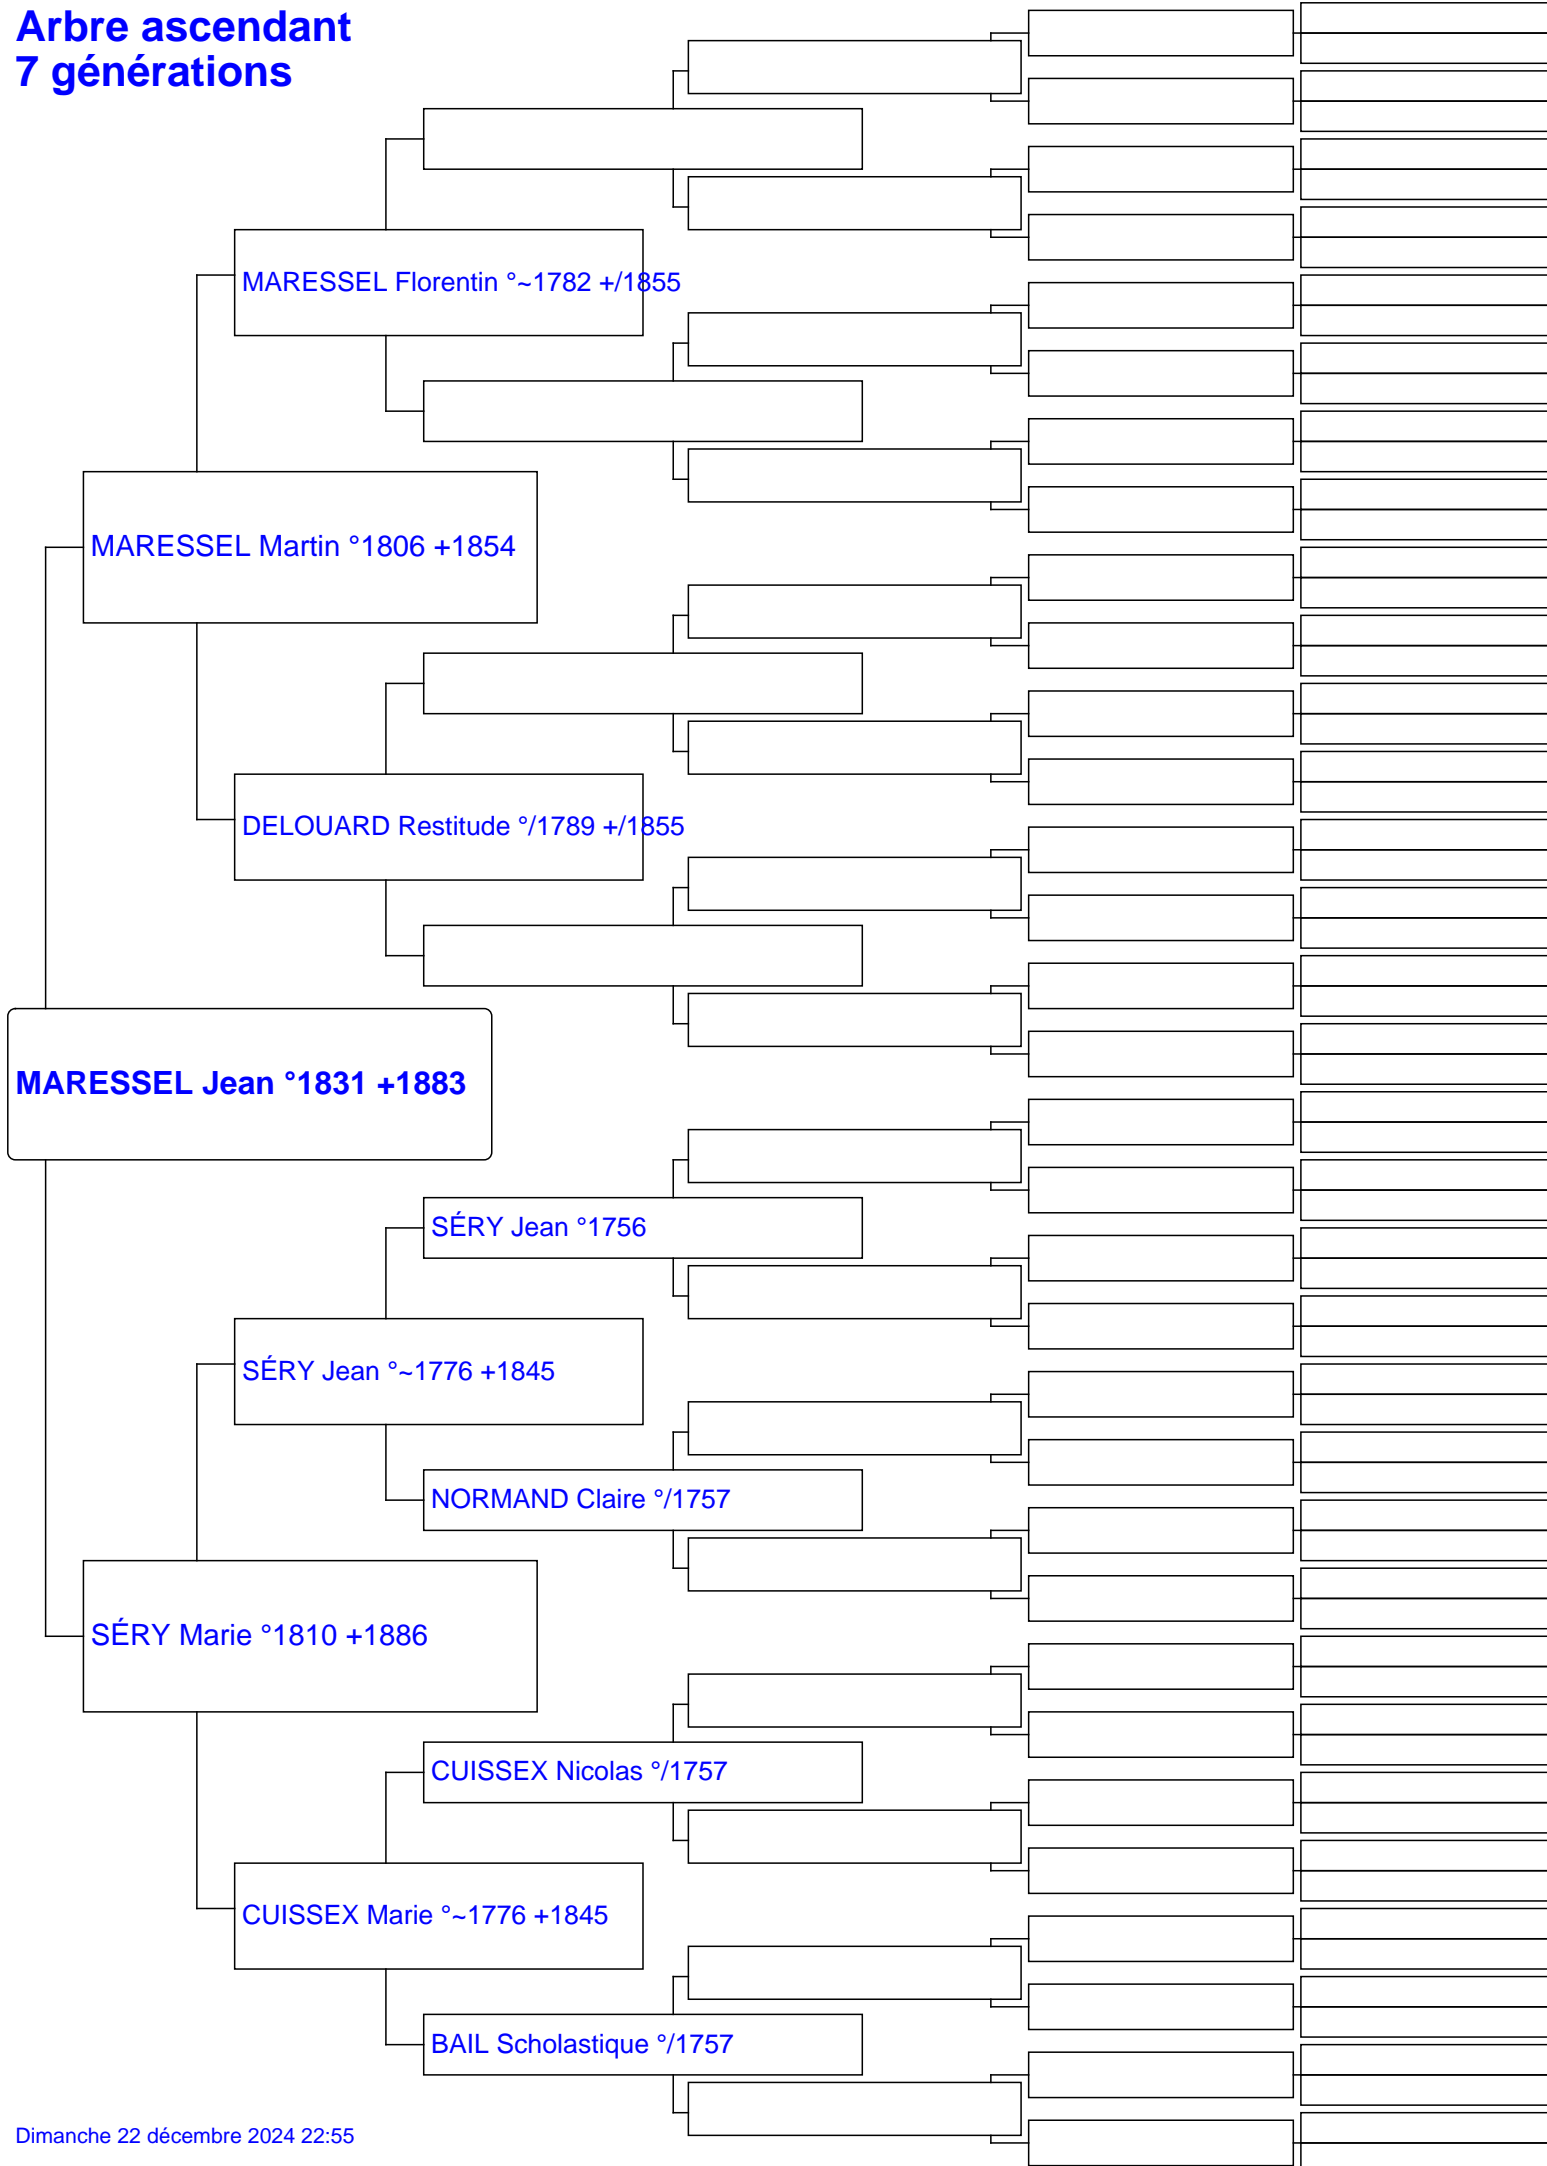 Arbre ascendant
7 générations
MARESSEL Florentin °~1782 +/1855
MARESSEL Martin °1806 +1854
DELOUARD Restitude °/1789 +/1855
MARESSEL Jean °1831 +1883
SÉRY Jean °1756
SÉRY Jean °~1776 +1845
NORMAND Claire °/1757
SÉRY Marie °1810 +1886
CUISSEX Nicolas °/1757
CUISSEX Marie °~1776 +1845
BAIL Scholastique °/1757
Dimanche 22 décembre 2024 22:55